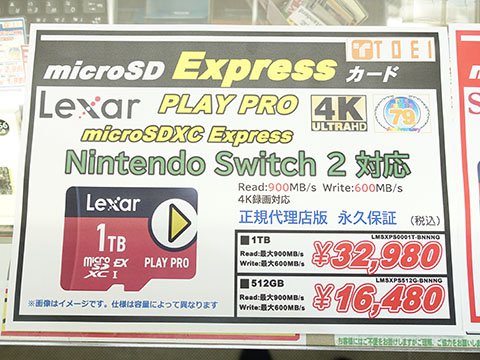 TOEI
microSD Express カード
Lexar PLAY PRO
4K
ULTRAHD
79
microSDXC Express
Nintendo Switch 2 対応
Read:900MB/s Write:600MB/s
4K録画対応
正規代理店版 永久保証 (税込)
Lexar
1TB
micro SD EX
XC I
PLAY PRO
■1TB
LMSXPS0001T-BNNNG
Read:最大900MB/s
Write:最大600MB/s
¥32,980
■512GB
LMSXPS512G-BNNNG
Read:最大900MB/s
Write:最大600MB/s
¥16,480
※画像はイメージです。仕様は容量によって異なります